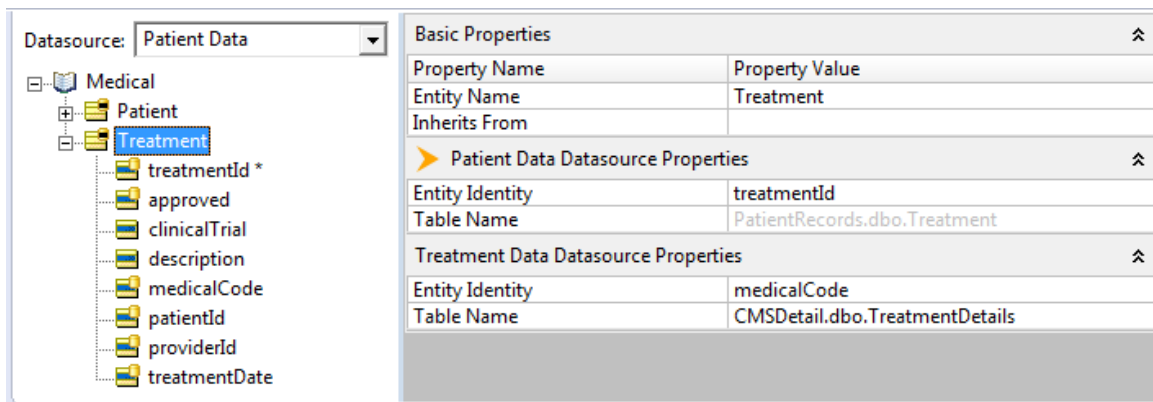 Datasource: Patient Data
Medical
Patient
Treatment
treatmentId *
approved
clinicalTrial
description
medicalCode
patientId
providerId
treatmentDate
Basic Properties
Property Name Property Value
Entity Name Treatment
Inherits From
Patient Data Datasource Properties
Entity Identity treatmentId
Table Name PatientRecords.dbo.Treatment
Treatment Data Datasource Properties
Entity Identity medicalCode
Table Name CMSDetail.dbo.TreatmentDetails